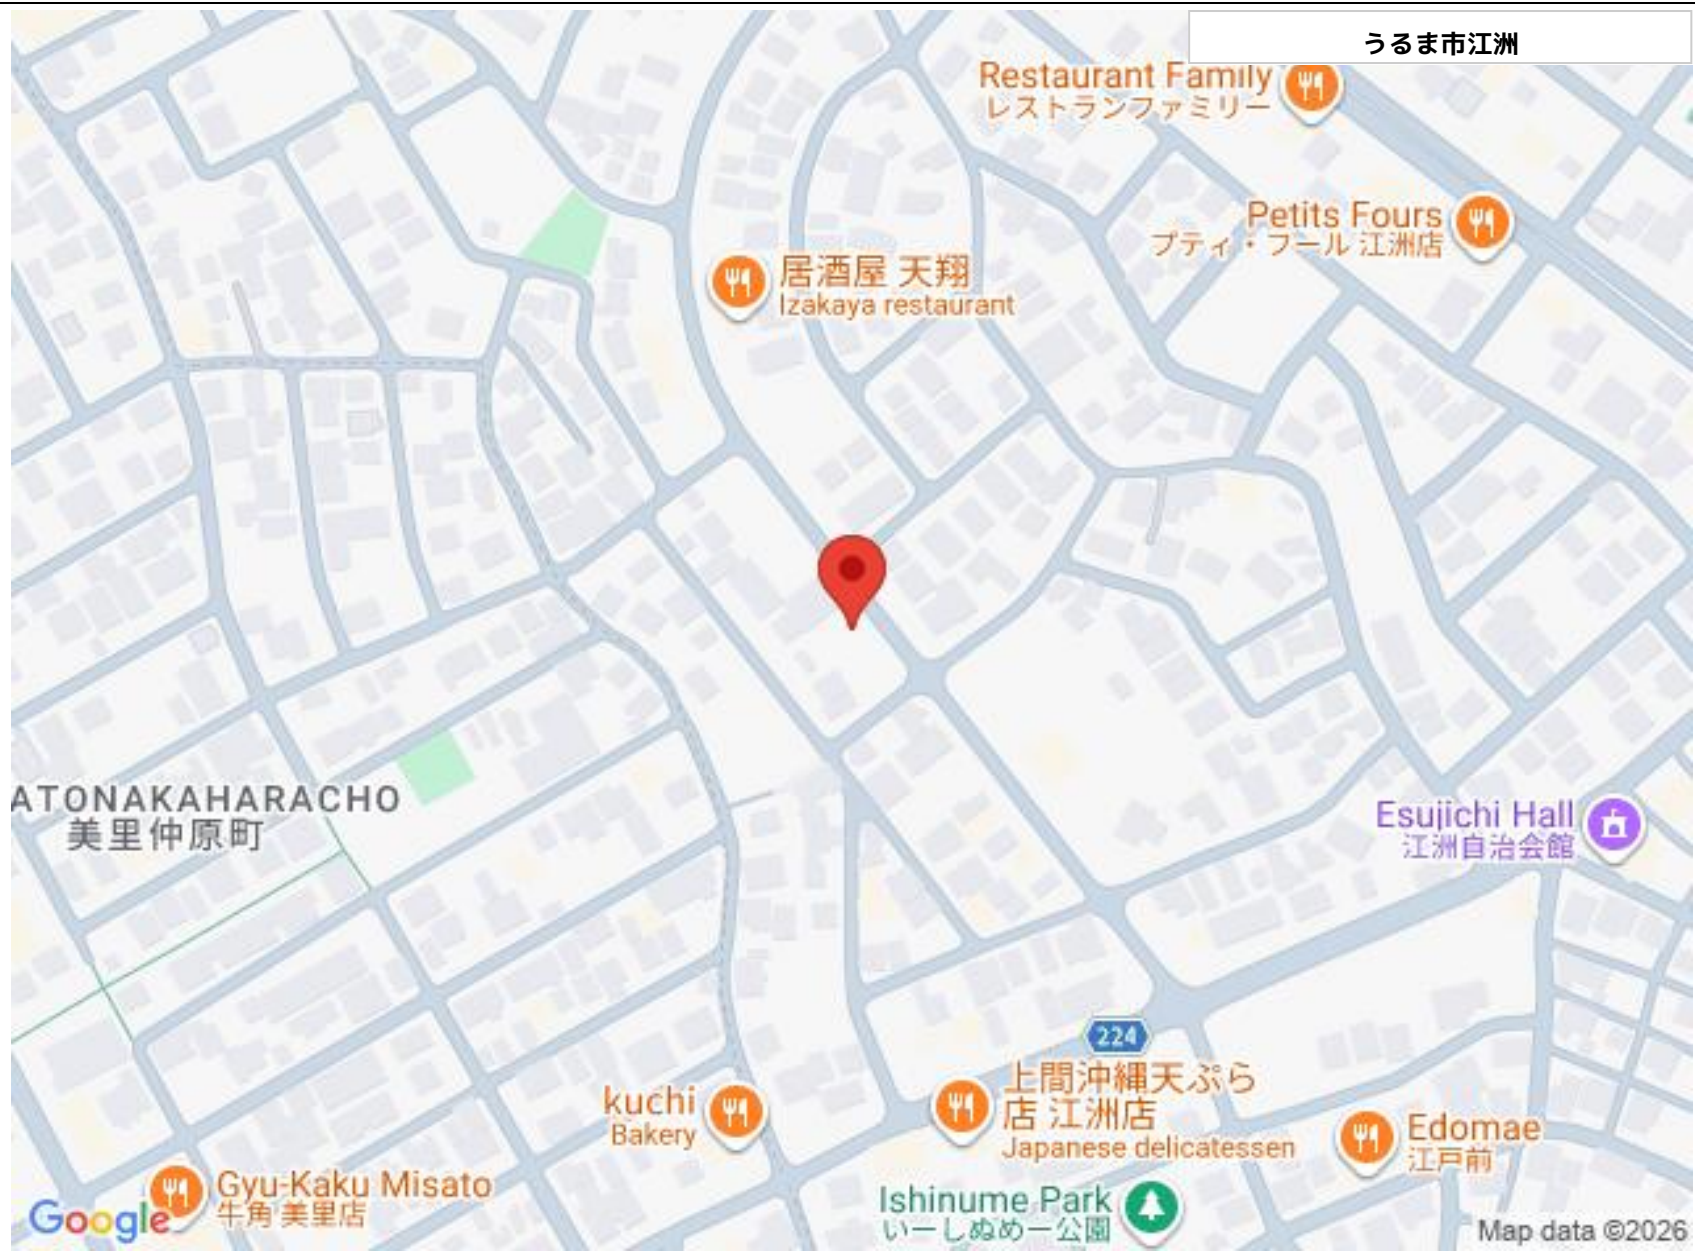 うるま市江洲
Restaurant Family
レストランファミリー
Petits Fours
プティ・フール 江洲店
居酒屋 天翔
Izakaya restaurant
ATONAKAHARACHO
美里仲原町
Esujichi Hall
江洲自治会館
224
上間沖縄天ぷら
店 江洲店
Japanese delicatessen
kuchi
Bakery
Edomae
江戸前
Gyu-Kaku Misato
牛角 美里店
Ishinume Park
いーしぬめー公園
Google
Map data ©2026